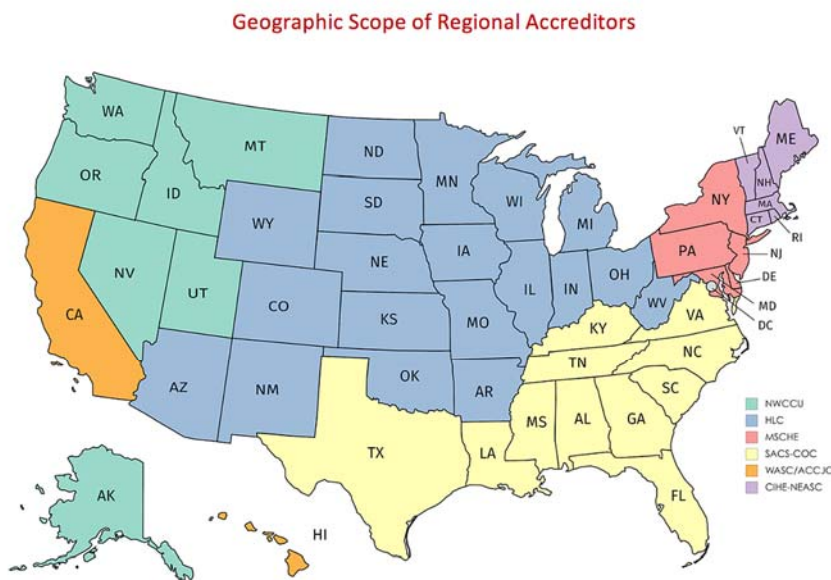 Geographic Scope of Regional Accreditors
WA
MT
ND
MN
VT
ME
OR
ID
SD
WI
MI
NY
NH
MA
CT
RI
WY
IA
PA
NJ
NV
NE
OH
DE
UT
IL
IN
MD
CA
CO
KS
MO
WV
VA
DC
KY
AZ
NM
OK
AR
TN
NC
SC
MS
AL
GA
TX
LA
FL
AK
HI
NWCCU
HLC
MSCHE
SACS-COC
WASC/ACCJC
CIHE-NEASC